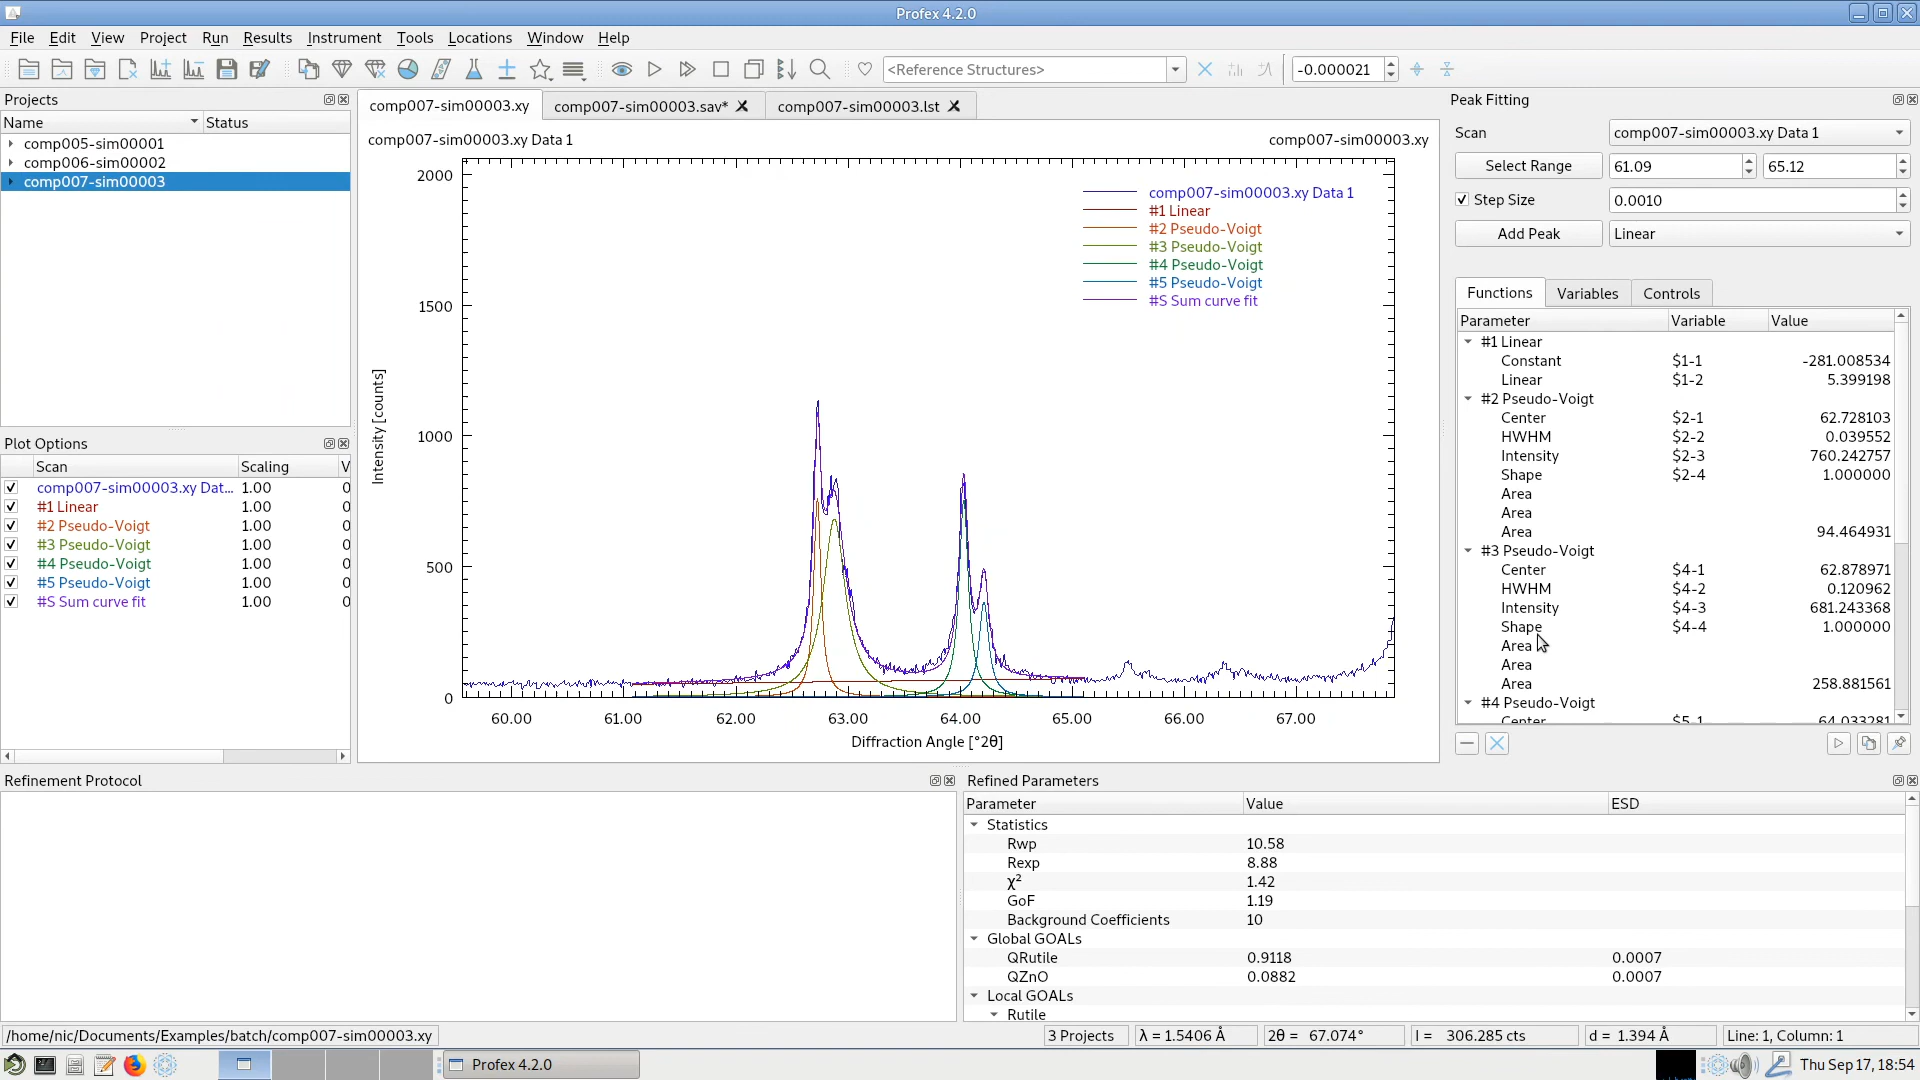 Profex 4.2.0
File Edit View Project Run Results Instrument Tools Locations Window Help
<Reference Structures> -0.000021
Projects
Name Status
comp005-sim00001
comp006-sim00002
comp007-sim00003
Plot Options
Scan Scaling V
comp007-sim00003.xy Dat... 1.00 0
#1 Linear 1.00 0
#2 Pseudo-Voigt 1.00 0
#3 Pseudo-Voigt 1.00 0
#4 Pseudo-Voigt 1.00 0
#5 Pseudo-Voigt 1.00 0
#S Sum curve fit 1.00 0
comp007-sim00003.xy comp007-sim00003.sav* comp007-sim00003.lst
comp007-sim00003.xy Data 1 comp007-sim00003.xy
2000
1500
1000
500
0
Intensity [counts]
comp007-sim00003.xy Data 1
#1 Linear
#2 Pseudo-Voigt
#3 Pseudo-Voigt
#4 Pseudo-Voigt
#5 Pseudo-Voigt
#S Sum curve fit
60.00 61.00 62.00 63.00 64.00 65.00 66.00 67.00
Diffraction Angle [°2θ]
Peak Fitting
Scan comp007-sim00003.xy Data 1
Select Range 61.09 65.12
Step Size 0.0010
Add Peak Linear
Functions Variables Controls
Parameter Variable Value
#1 Linear
Constant $1-1 -281.008534
Linear $1-2 5.399198
#2 Pseudo-Voigt
Center $2-1 62.728103
HWHM $2-2 0.039552
Intensity $2-3 760.242757
Shape $2-4 1.000000
Area
Area
Area 94.464931
#3 Pseudo-Voigt
Center $4-1 62.878971
HWHM $4-2 0.120962
Intensity $4-3 681.243368
Shape $4-4 1.000000
Area
Area
Area 258.881561
#4 Pseudo-Voigt
Center $5-1 64.033281
Refinement Protocol
Refined Parameters
Parameter Value ESD
Statistics
Rwp 10.58
Rexp 8.88
χ² 1.42
GoF 1.19
Background Coefficients 10
Global GOALs
QRutile 0.9118 0.0007
QZnO 0.0882 0.0007
Local GOALs
Rutile
/home/nic/Documents/Examples/batch/comp007-sim00003.xy 3 Projects λ = 1.5406 Å 2θ = 67.074° I = 306.285 cts d = 1.394 Å Line: 1, Column: 1
Profex 4.2.0 Thu Sep 17, 18:54